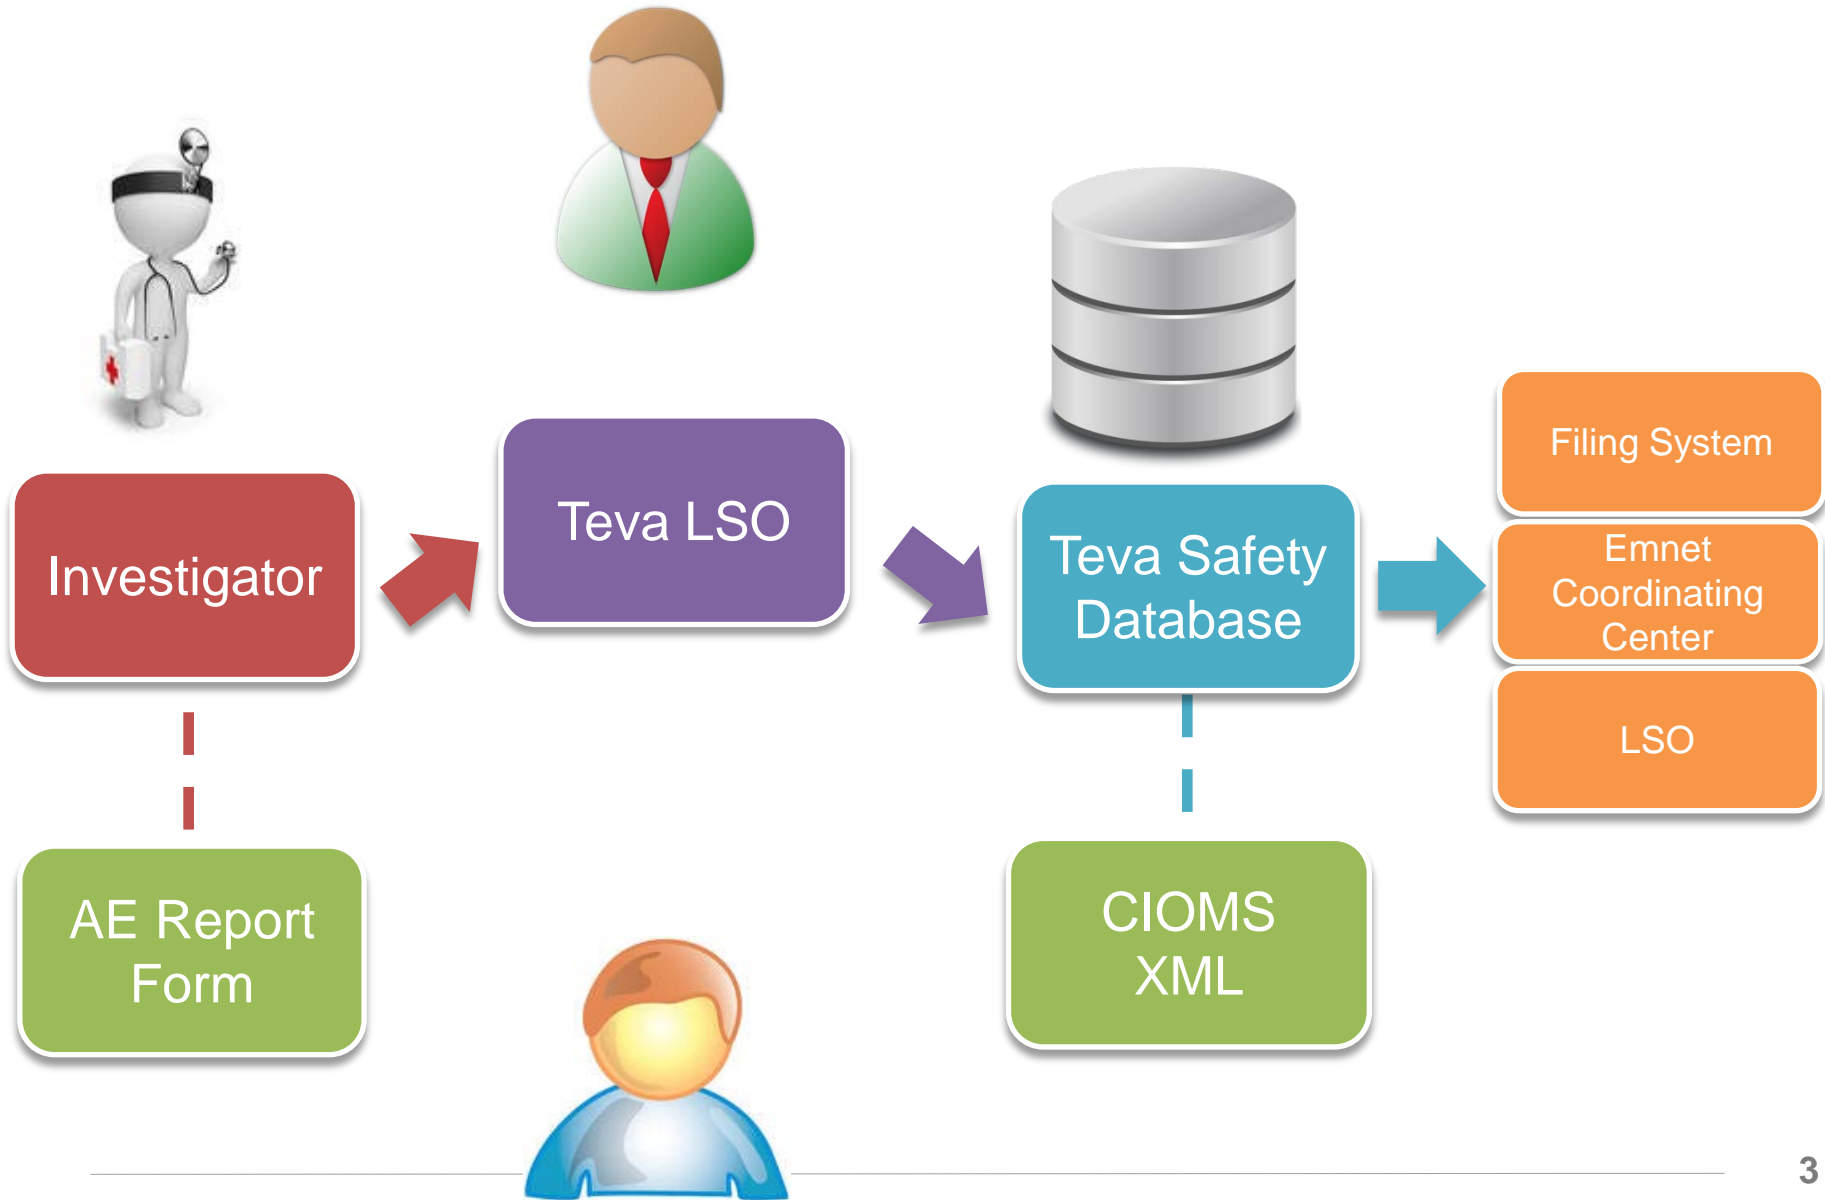 Investigator
Teva LSO
Teva Safety
Database
Filing System
Emnet
Coordinating
Center
LSO
AE Report
Form
CIOMS
XML
3